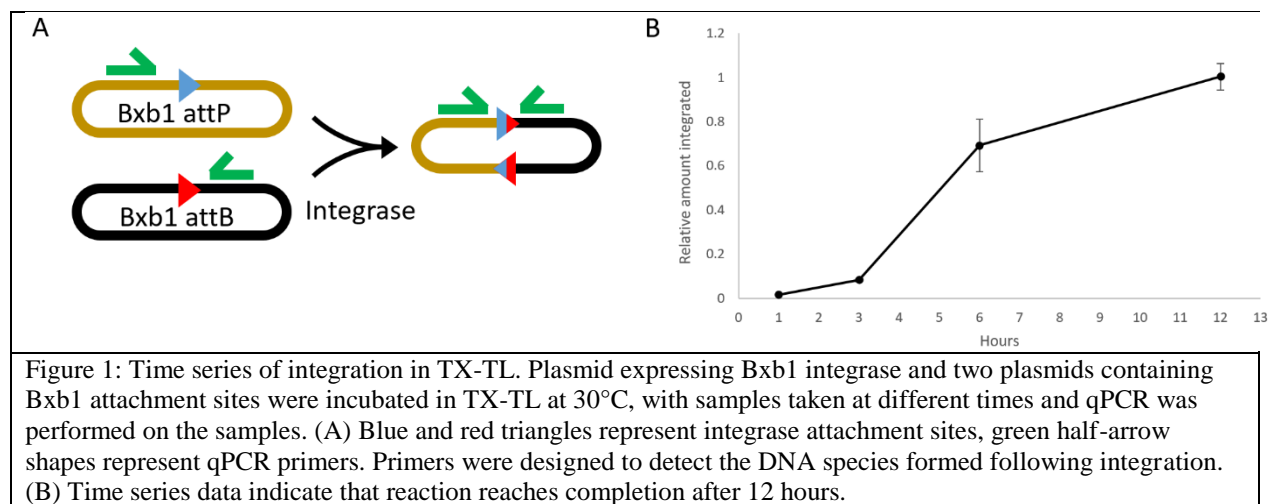 A
Bxb1 attP
Bxb1 attB
Integrase
B
Relative amount integrated
1.2
1
0.8
0.6
0.4
0.2
0
0 1 2 3 4 5 6 7 8 9 10 11 12 13
Hours
Figure 1: Time series of integration in TX-TL. Plasmid expressing Bxb1 integrase and two plasmids containing
Bxb1 attachment sites were incubated in TX-TL at 30°C, with samples taken at different times and qPCR was
performed on the samples. (A) Blue and red triangles represent integrase attachment sites, green half-arrow
shapes represent qPCR primers. Primers were designed to detect the DNA species formed following integration.
(B) Time series data indicate that reaction reaches completion after 12 hours.